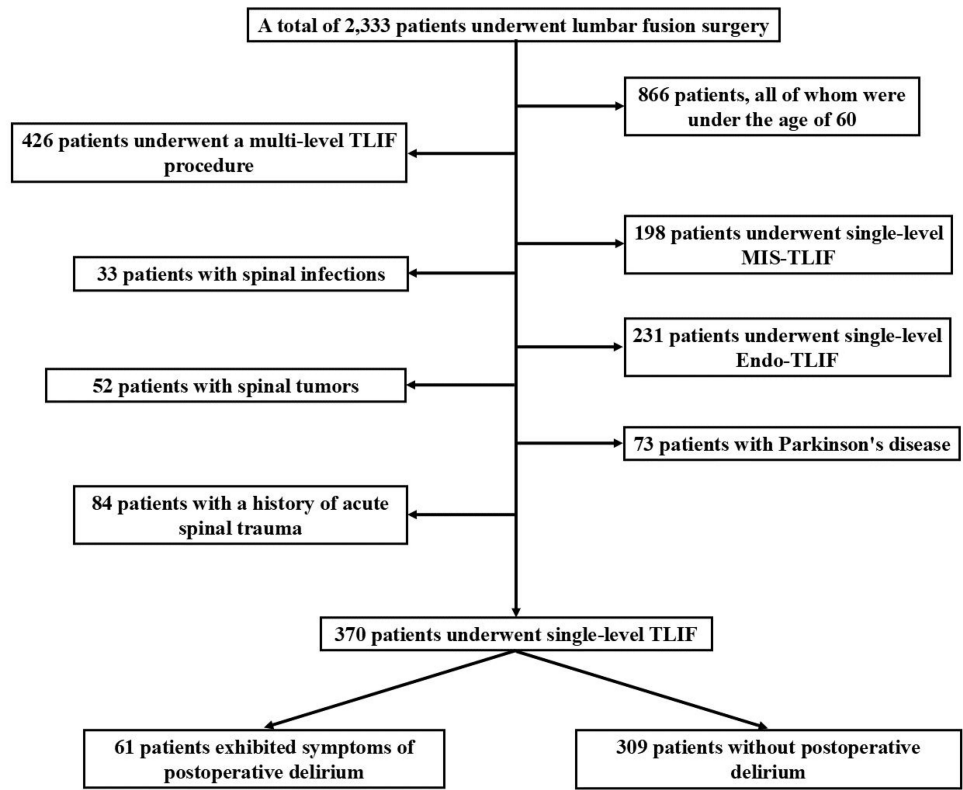 A total of 2,333 patients underwent lumbar fusion surgery
866 patients, all of whom were
under the age of 60
426 patients underwent a multi-level TLIF
procedure
198 patients underwent single-level
MIS-TLIF
33 patients with spinal infections
231 patients underwent single-level
Endo-TLIF
52 patients with spinal tumors
73 patients with Parkinson's disease
84 patients with a history of acute
spinal trauma
370 patients underwent single-level TLIF
61 patients exhibited symptoms of
postoperative delirium
309 patients without postoperative
delirium